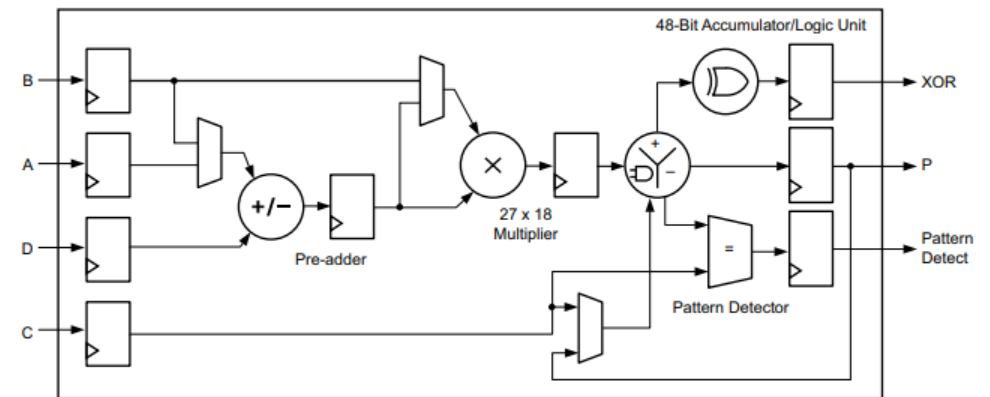 48-Bit Accumulator/Logic Unit
B
XOR
A
+
−
P
×
+/−
27 x 18
Multiplier
D
Pre-adder
=
Pattern
Detect
Pattern Detector
C